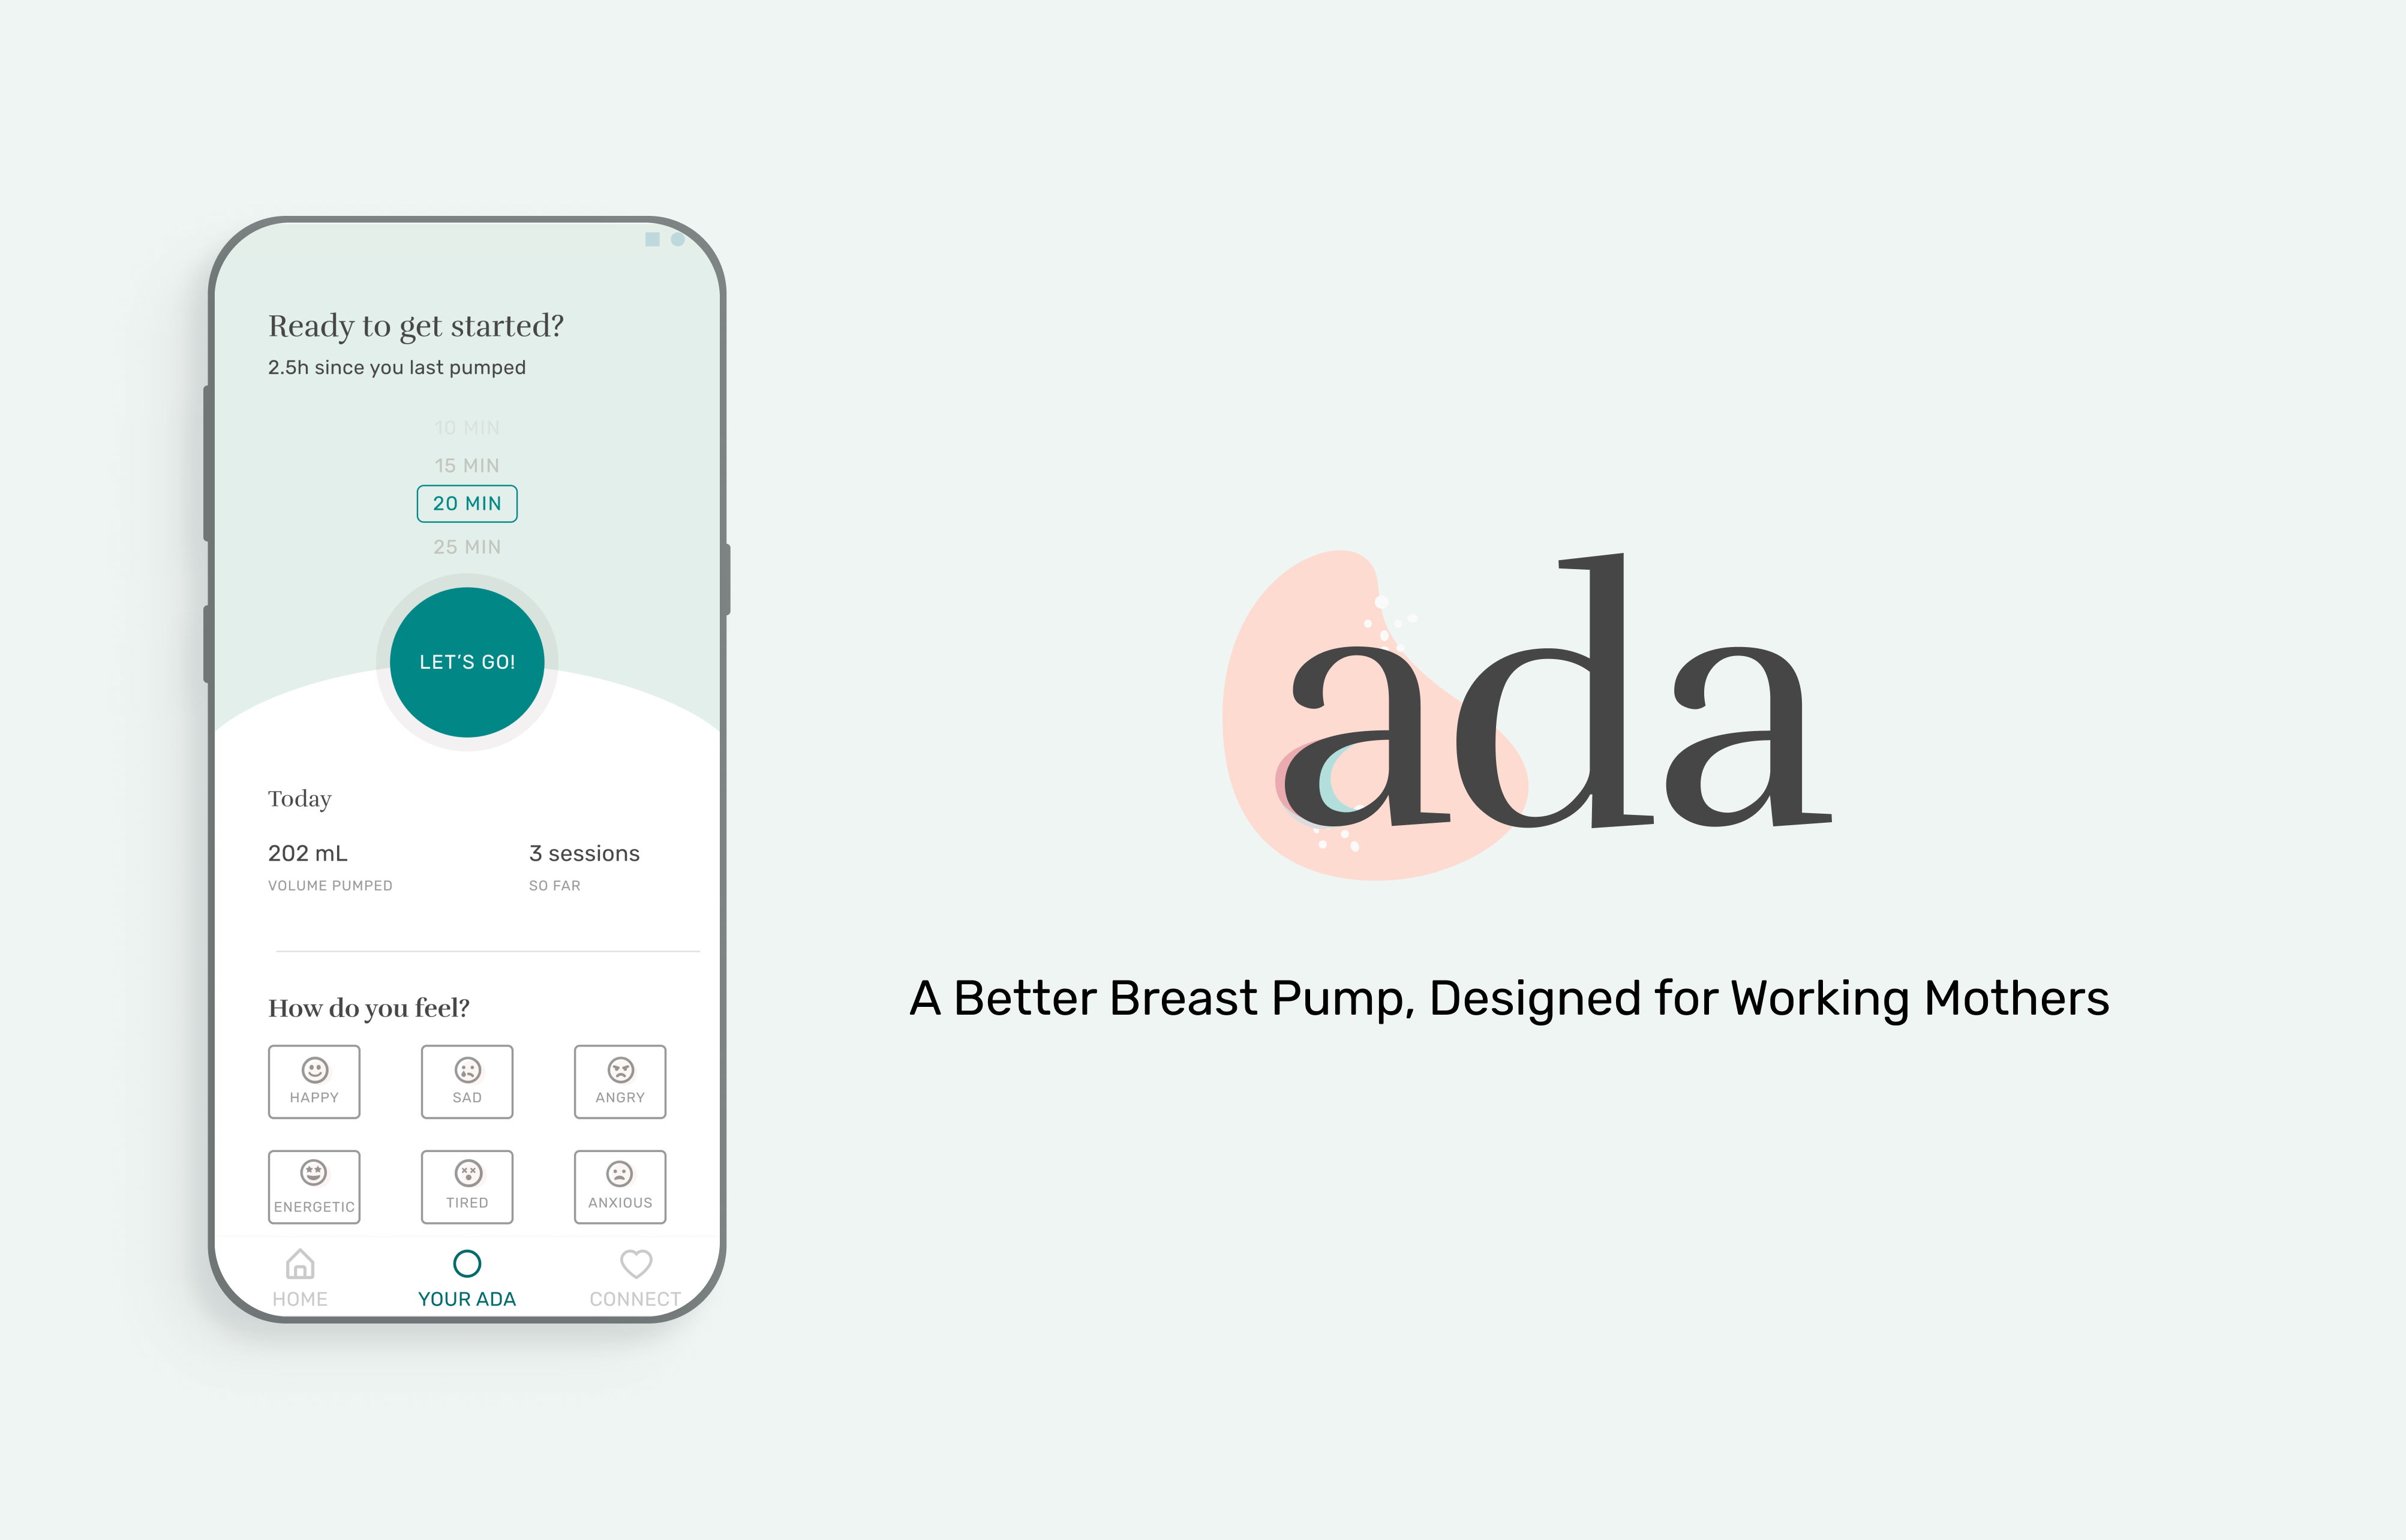 Ready to get started?
2.5h since you last pumped
10 MIN
15 MIN
20 MIN
25 MIN
LET'S GO!
Today
202 mL
VOLUME PUMPED
3 sessions
SO FAR
How do you feel?
HAPPY
SAD
ANGRY
ENERGETIC
TIRED
ANXIOUS
HOME
YOUR ADA
CONNECT
ada
A Better Breast Pump, Designed for Working Mothers